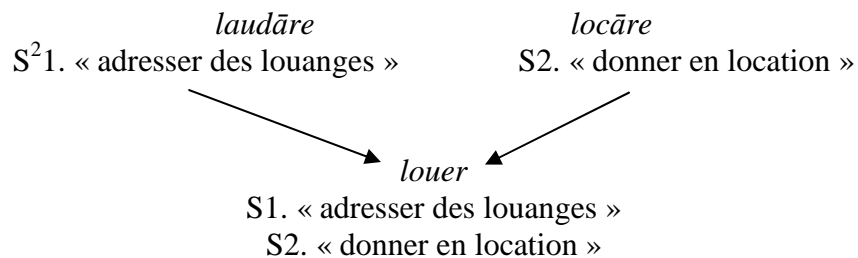 laudāre locāre
S²1. « adresser des louanges » S2. « donner en location »
louer
S1. « adresser des louanges »
S2. « donner en location »